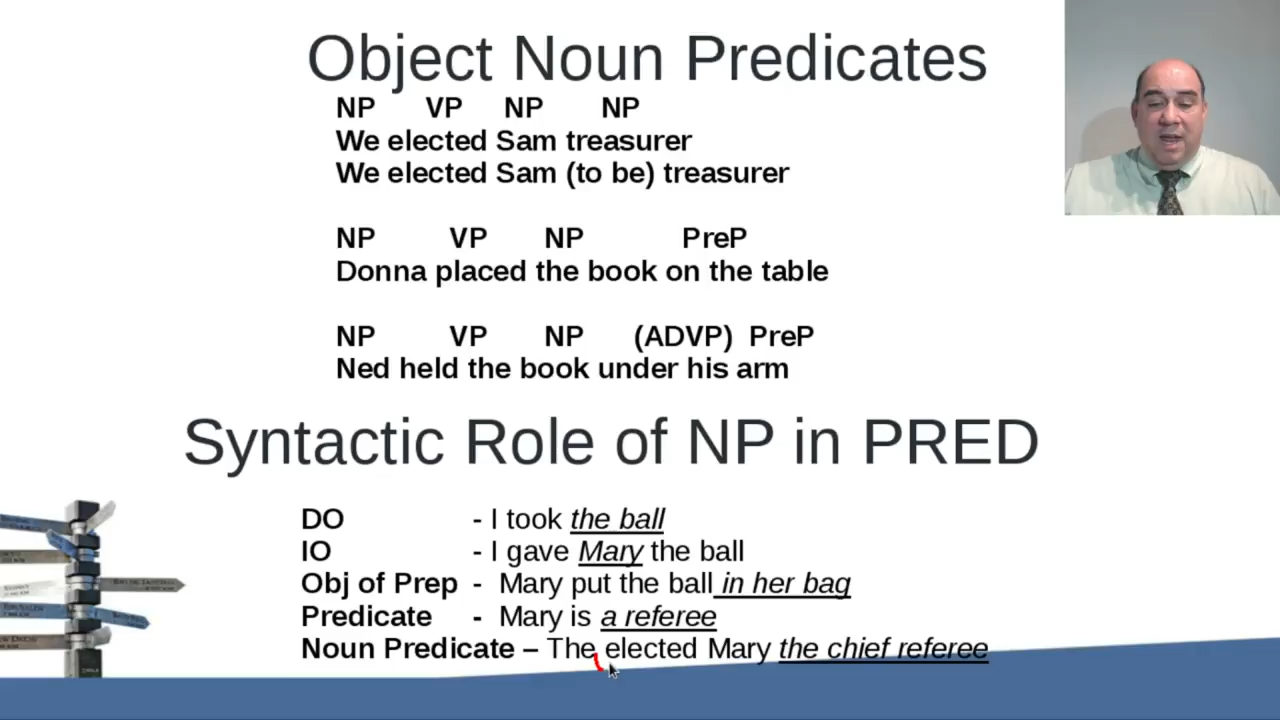 Object Noun Predicates
NP VP NP NP
We elected Sam treasurer
We elected Sam (to be) treasurer
NP VP NP PreP
Donna placed the book on the table
NP VP NP (ADVP) PreP
Ned held the book under his arm
Syntactic Role of NP in PRED
DO - I took the ball
IO - I gave Mary the ball
Obj of Prep - Mary put the ball in her bag
Predicate - Mary is a referee
Noun Predicate – The elected Mary the chief referee